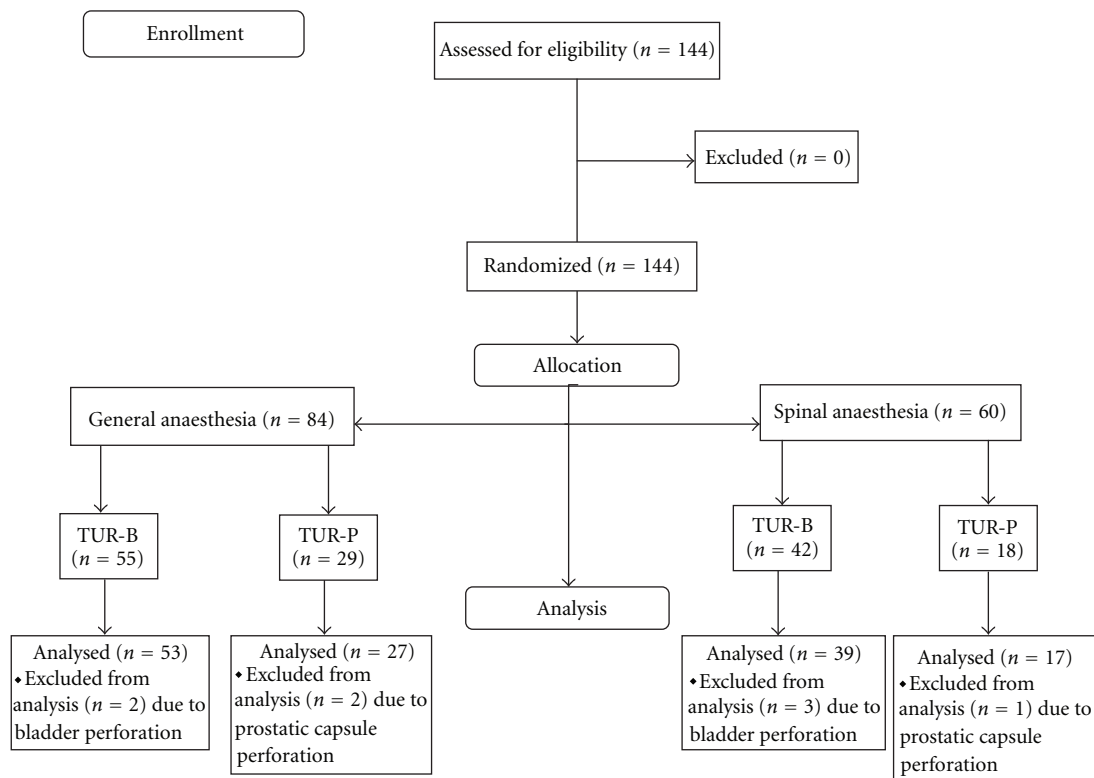 Enrollment
Assessed for eligibility (n = 144)
Excluded (n = 0)
Randomized (n = 144)
Allocation
General anaesthesia (n = 84)
Spinal anaesthesia (n = 60)
TUR-B
(n = 55)
TUR-P
(n = 29)
TUR-B
(n = 42)
TUR-P
(n = 18)
Analysis
Analysed (n = 53)
◆Excluded from
analysis (n = 2) due to
bladder perforation
Analysed (n = 27)
◆Excluded from
analysis (n = 2) due to
prostatic capsule
perforation
Analysed (n = 39)
◆Excluded from
analysis (n = 3) due to
bladder perforation
Analysed (n = 17)
◆Excluded from
analysis (n = 1) due to
prostatic capsule
perforation